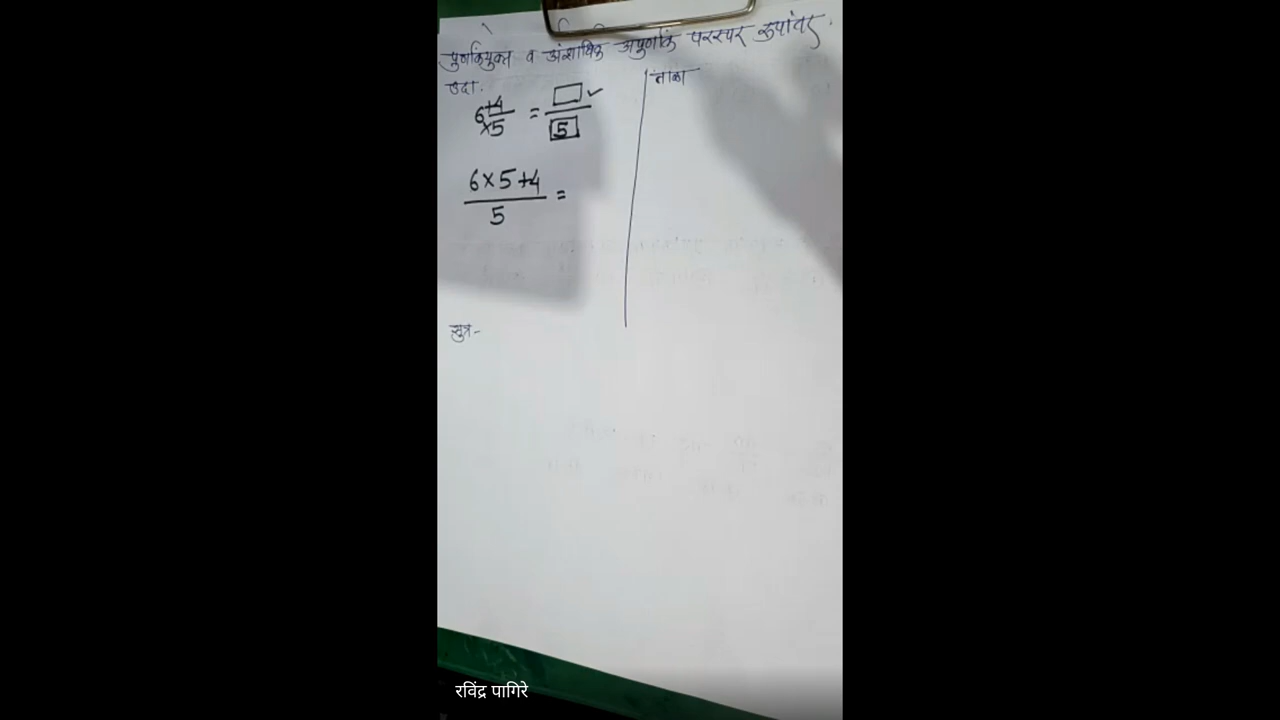 पुर्णांकयुक्त व अंशाधिक अपुर्णांक परस्पर रुपांतर.
उदा.
6 +4/×5 = □/5 ✓
ताळा
6×5+4/5 =
सुत्र-
रविंद्र पागिरे